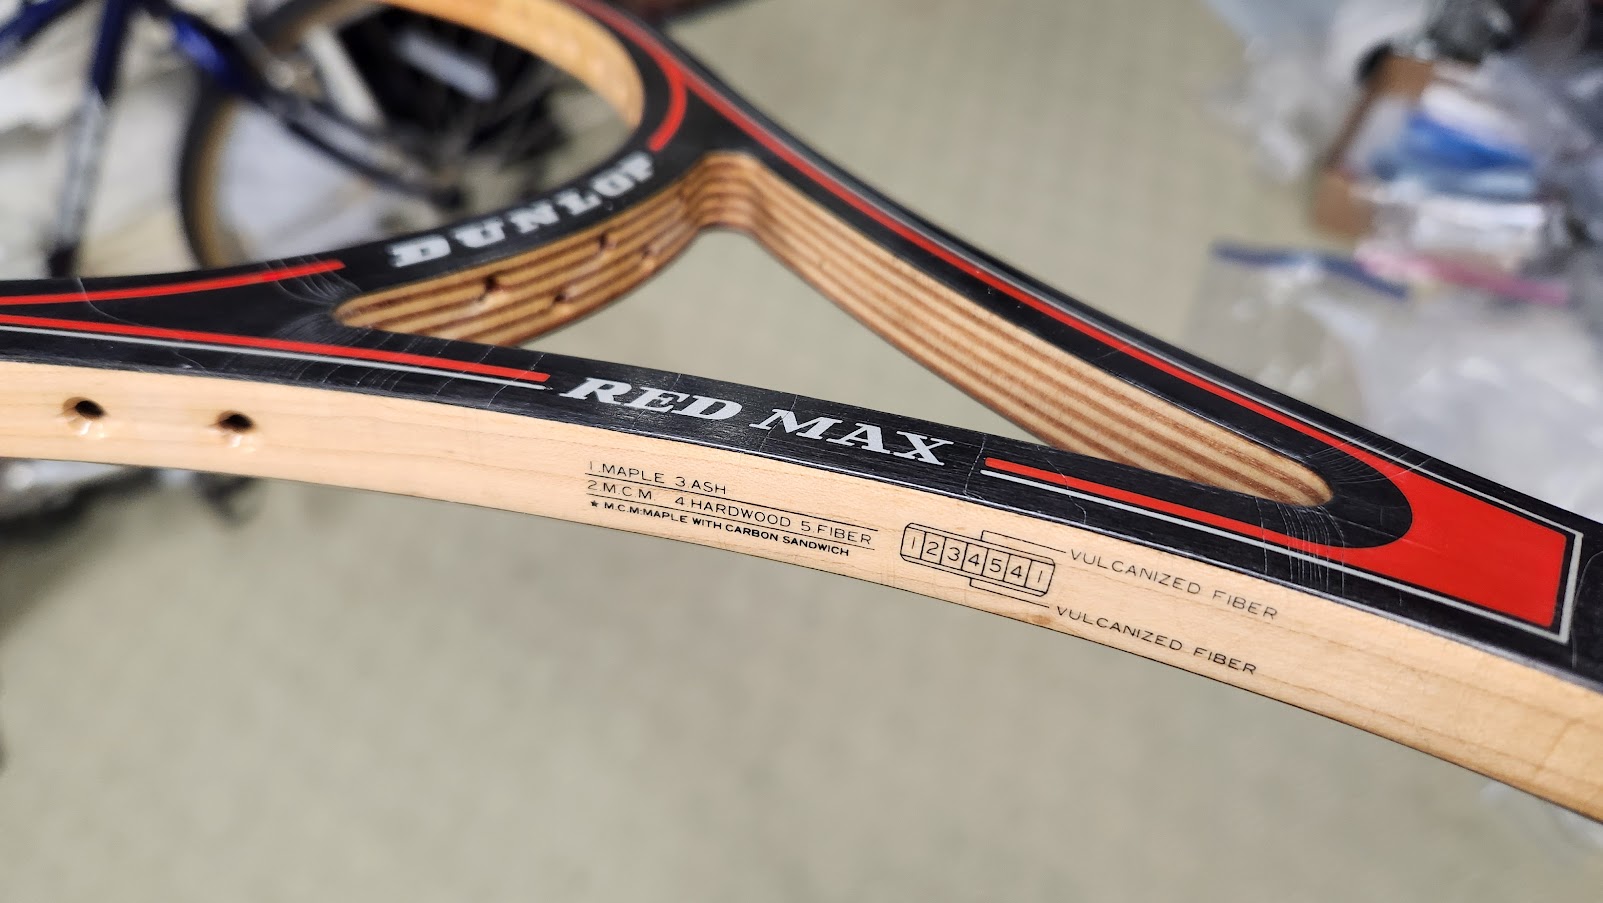 DUNLOP
RED MAX
1.MAPLE 3.ASH
2.M.C.M. 4.HARDWOOD 5.FIBER
★ M.C.M:MAPLE WITH CARBON SANDWICH
1 2 3 4 5 4 1
VULCANIZED FIBER
VULCANIZED FIBER